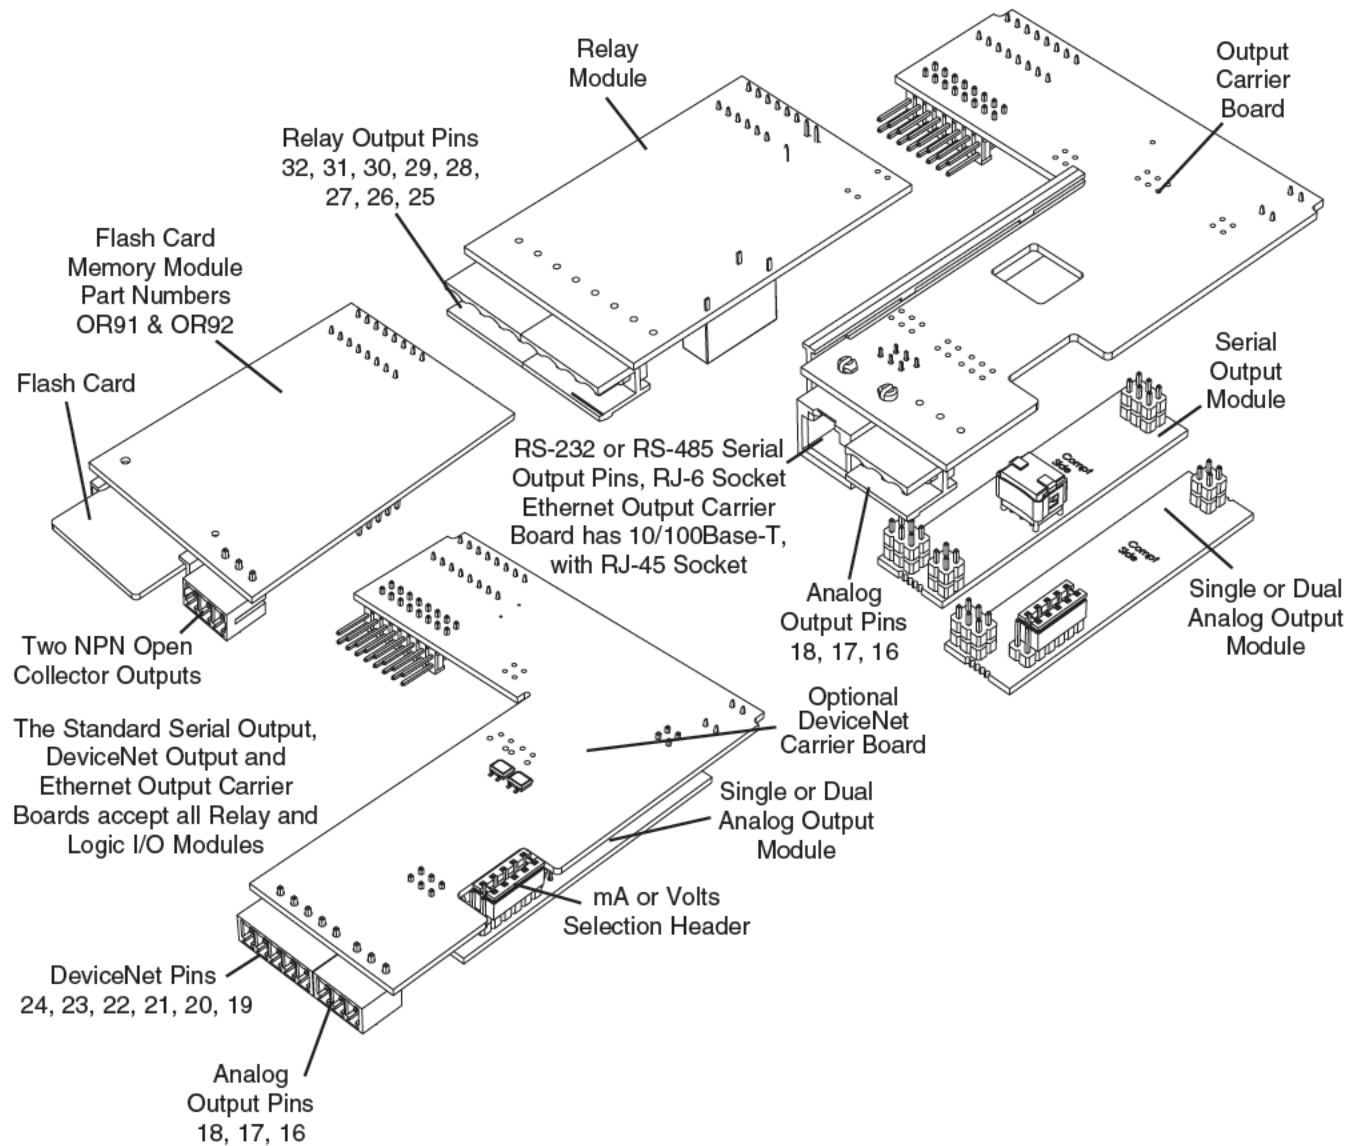 Relay
Module
Output
Carrier
Board
Relay Output Pins
32, 31, 30, 29, 28,
27, 26, 25
Flash Card
Memory Module
Part Numbers
OR91 & OR92
Flash Card
Serial
Output
Module
RS-232 or RS-485 Serial
Output Pins, RJ-6 Socket
Ethernet Output Carrier
Board has 10/100Base-T,
with RJ-45 Socket
Compt
Side
Compt
Side
Analog
Output Pins
18, 17, 16
Single or Dual
Analog Output
Module
Two NPN Open
Collector Outputs
The Standard Serial Output,
DeviceNet Output and
Ethernet Output Carrier
Boards accept all Relay and
Logic I/O Modules
Optional
DeviceNet
Carrier Board
Single or Dual
Analog Output
Module
mA or Volts
Selection Header
DeviceNet Pins
24, 23, 22, 21, 20, 19
Analog
Output Pins
18, 17, 16